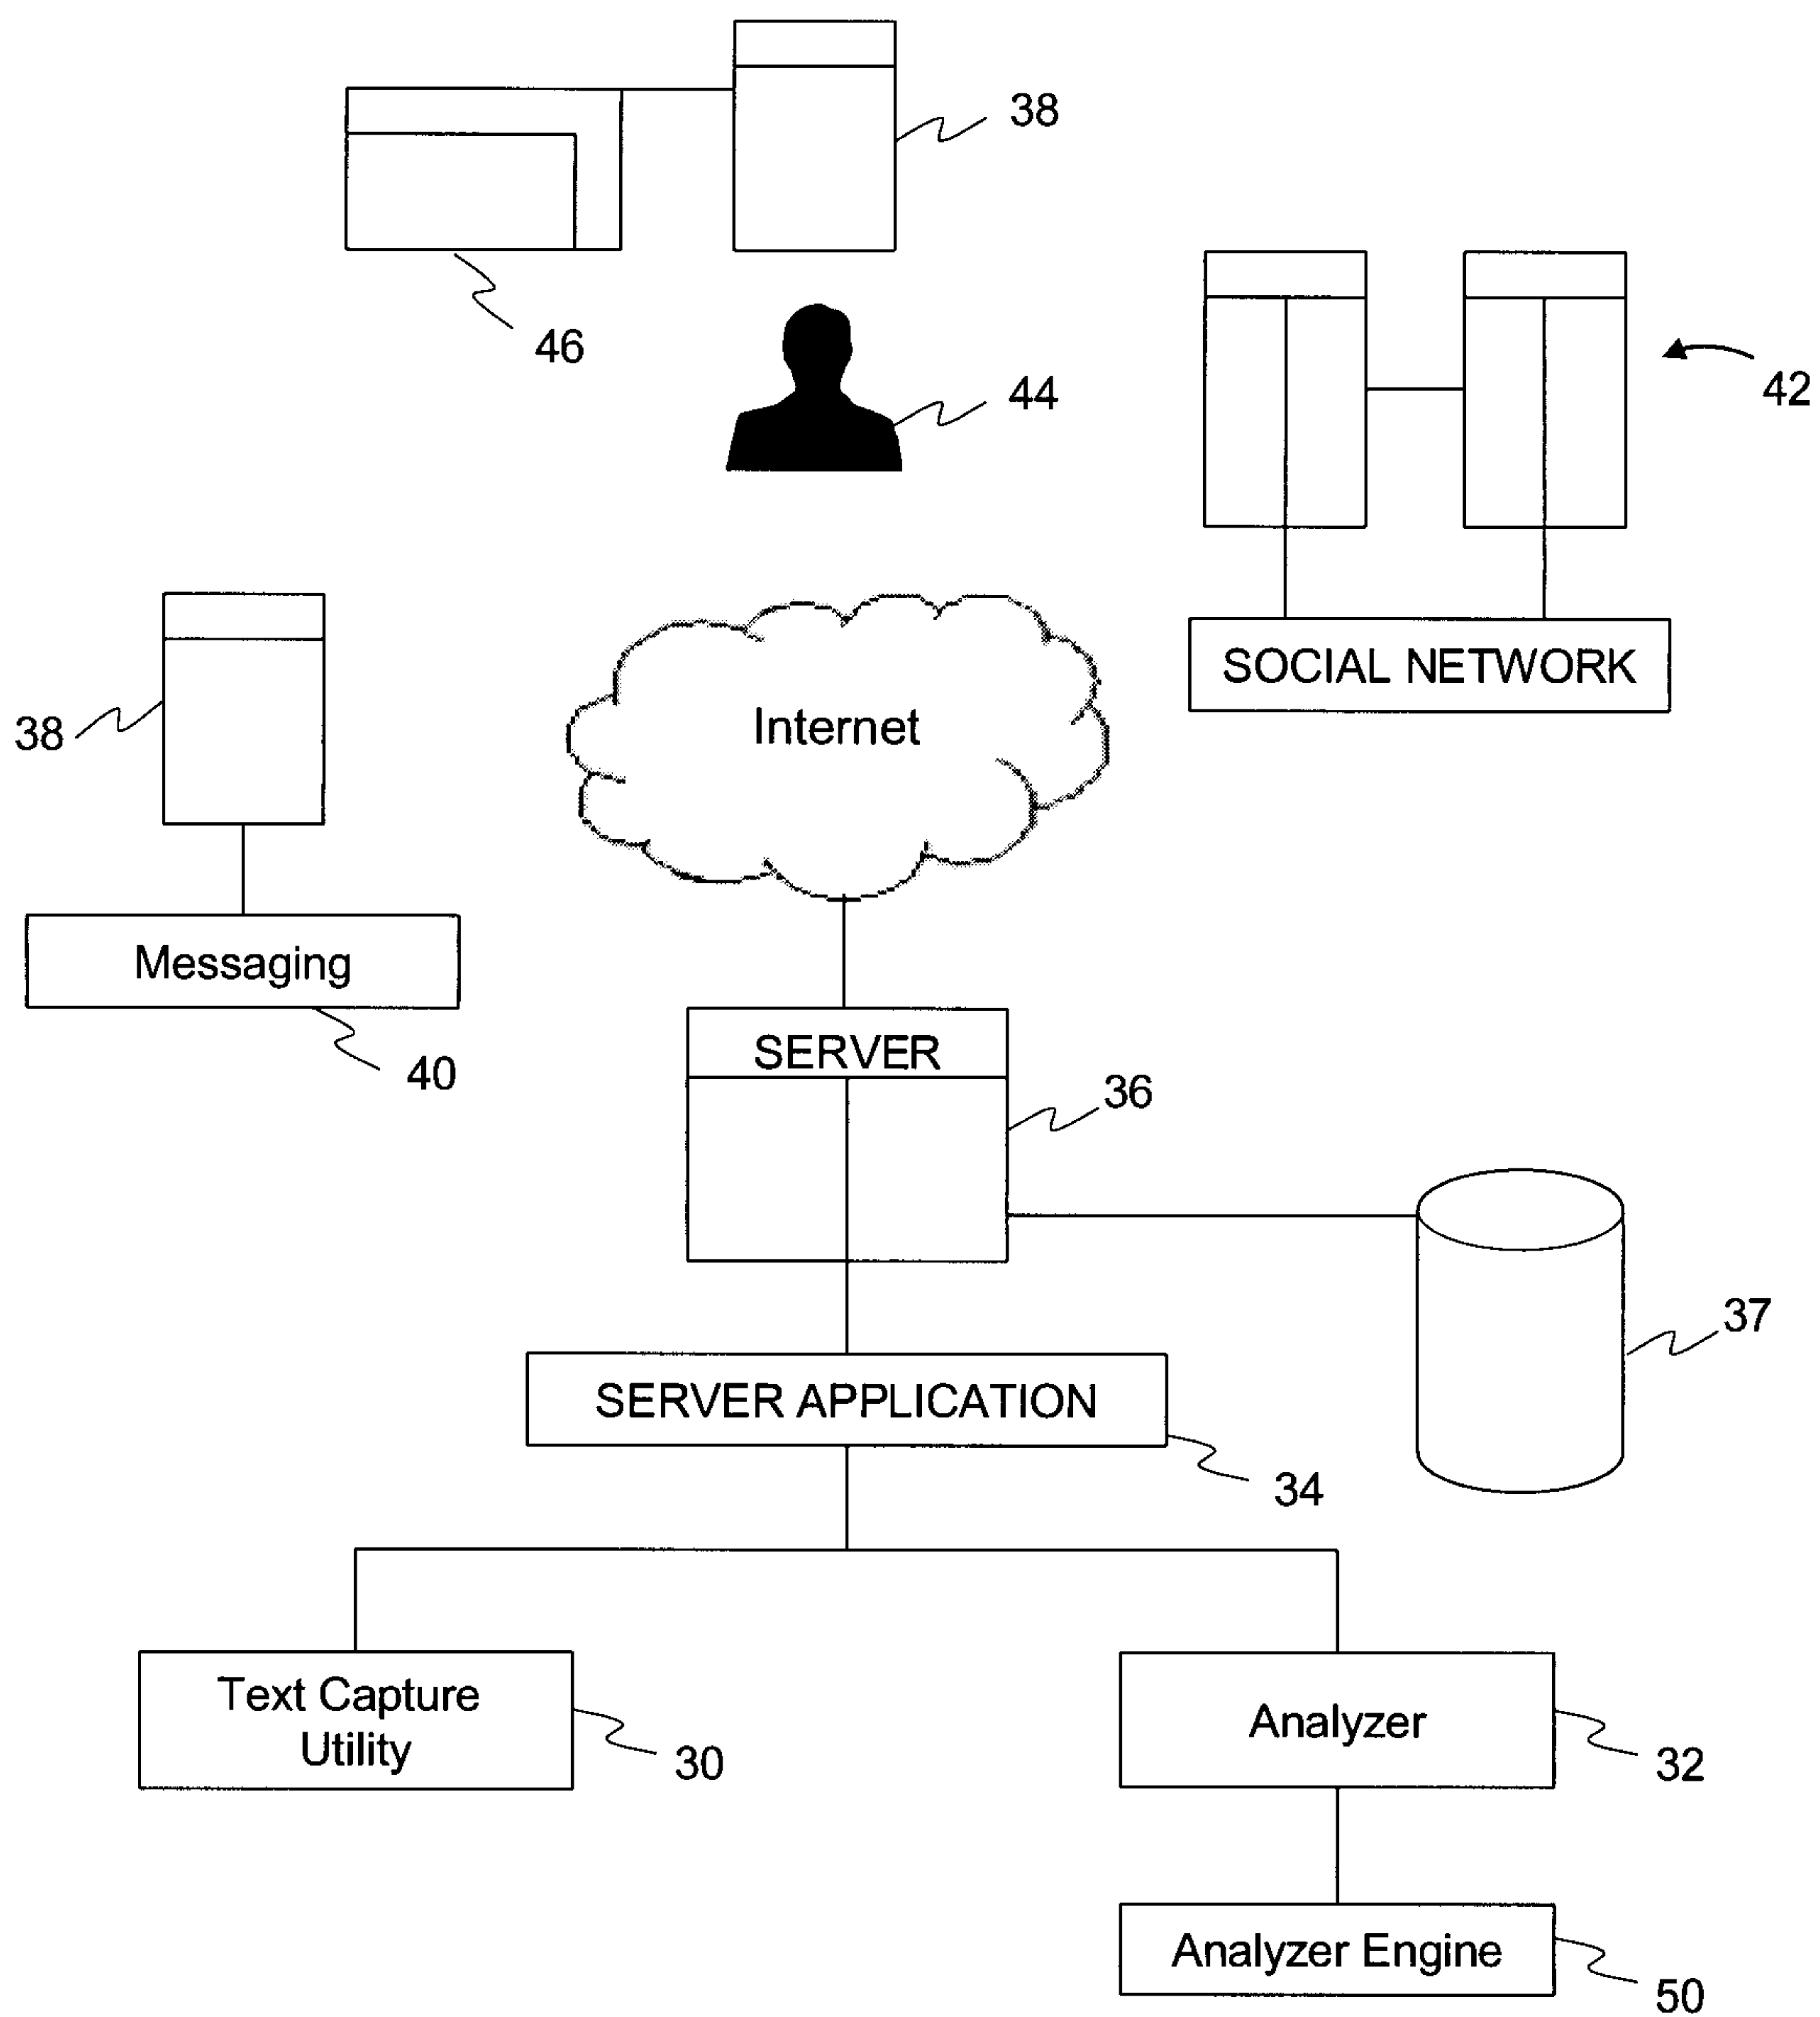 38
46
44
42
SOCIAL NETWORK
Internet
38
Messaging
40
SERVER
36
37
SERVER APPLICATION
34
Text Capture
Utility
30
Analyzer
32
Analyzer Engine
50